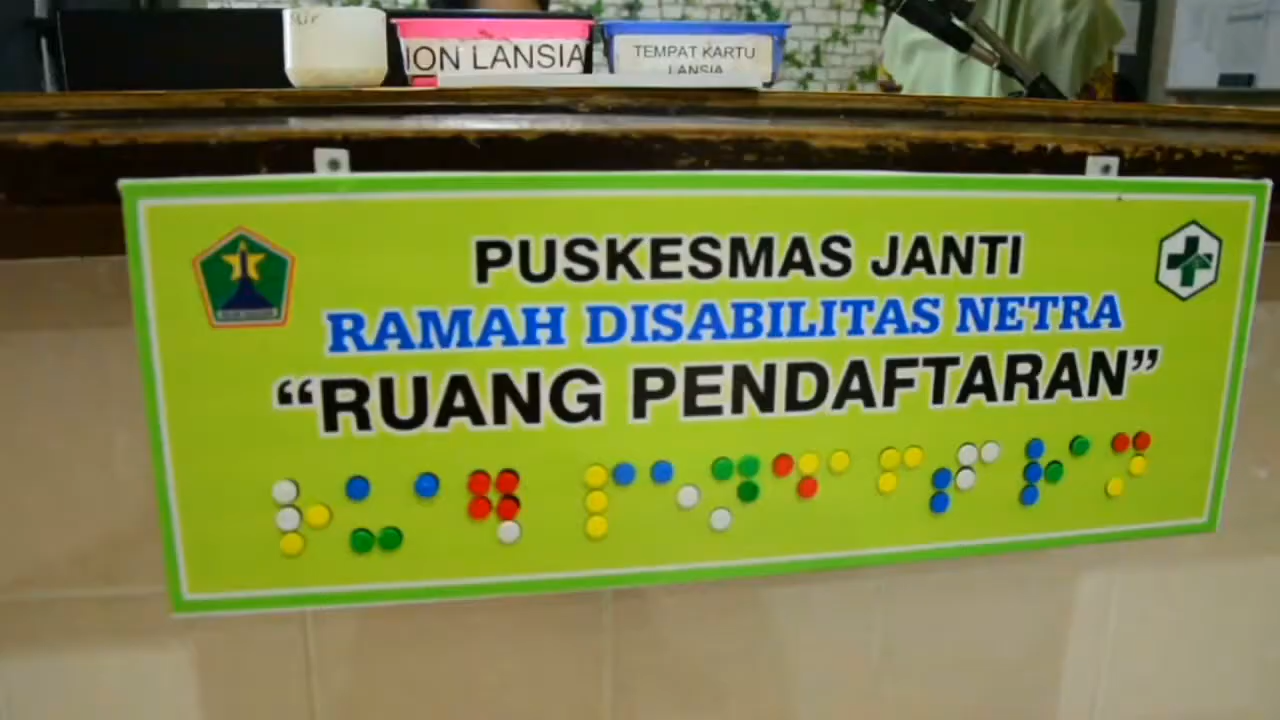 ION LANSIA
TEMPAT KARTU
LANSIA
PUSKESMAS JANTI
RAMAH DISABILITAS NETRA
“RUANG PENDAFTARAN”